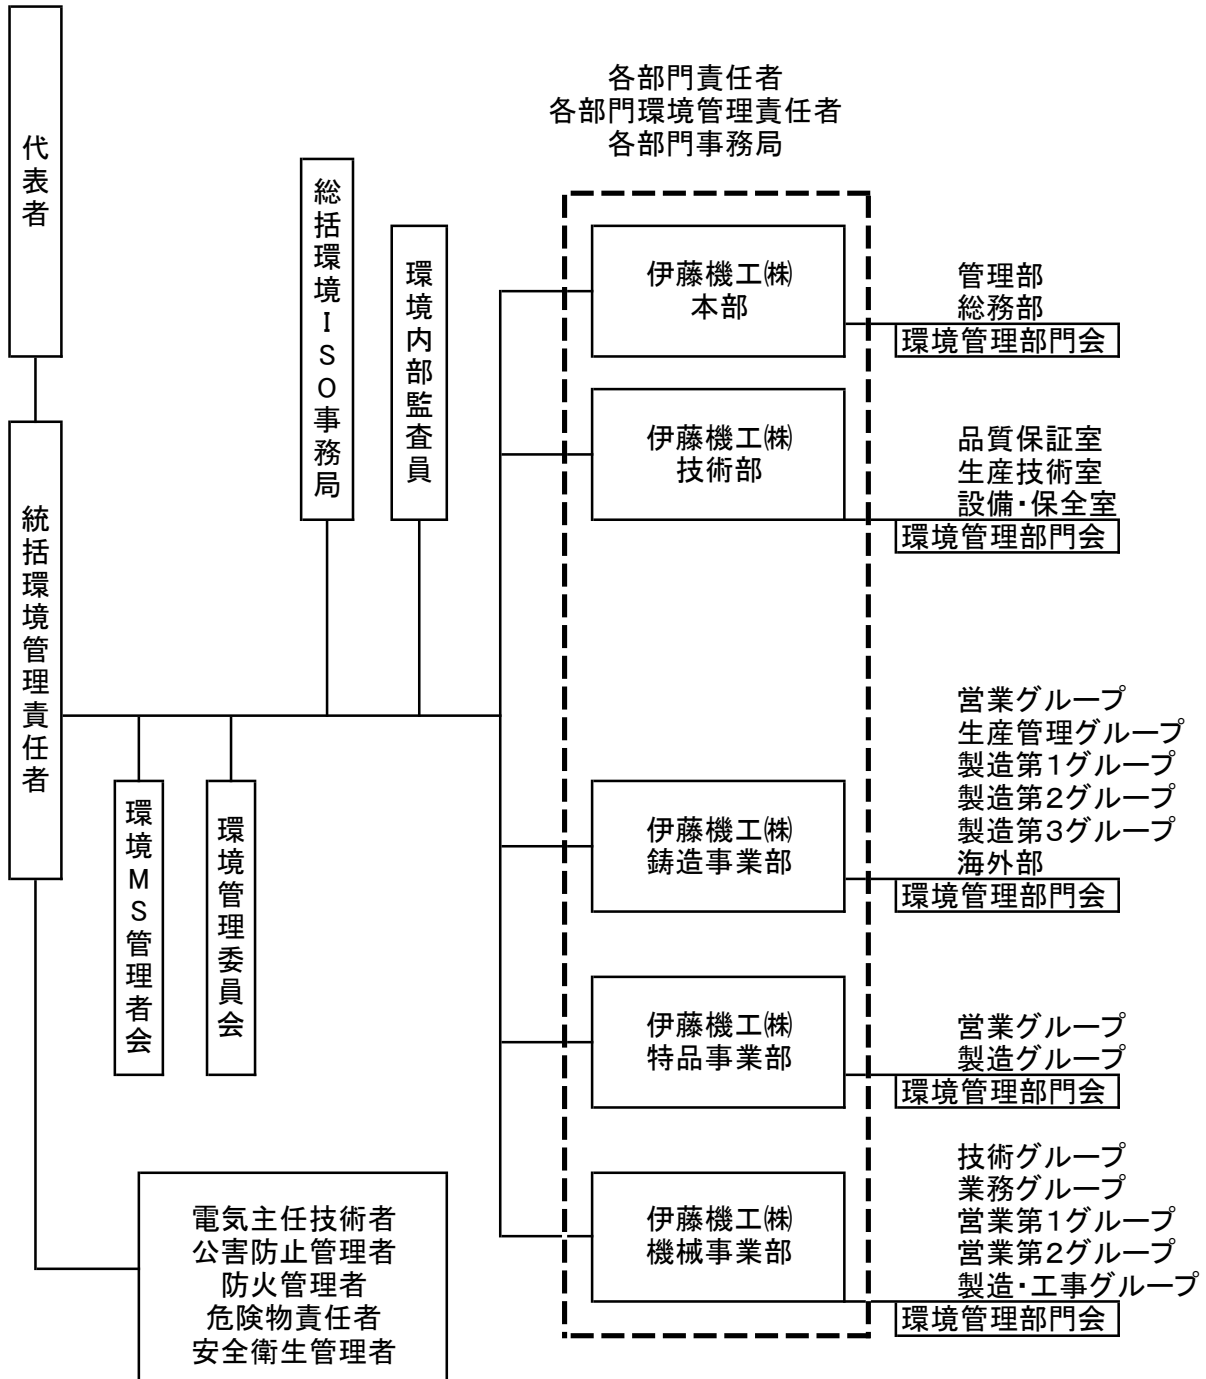 代表者
統括環境管理責任者
総括環境ISO事務局
環境内部監査員
環境MS管理者会
環境管理委員会
電気主任技術者
公害防止管理者
防火管理者
危険物責任者
安全衛生管理者
各部門責任者
各部門環境管理責任者
各部門事務局
伊藤機工㈱
本部
管理部
総務部
環境管理部門会
伊藤機工㈱
技術部
品質保証室
生産技術室
設備・保全室
環境管理部門会
伊藤機工㈱
鋳造事業部
営業グループ
生産管理グループ
製造第1グループ
製造第2グループ
製造第3グループ
海外部
環境管理部門会
伊藤機工㈱
特品事業部
営業グループ
製造グループ
環境管理部門会
伊藤機工㈱
機械事業部
技術グループ
業務グループ
営業第1グループ
営業第2グループ
製造・工事グループ
環境管理部門会